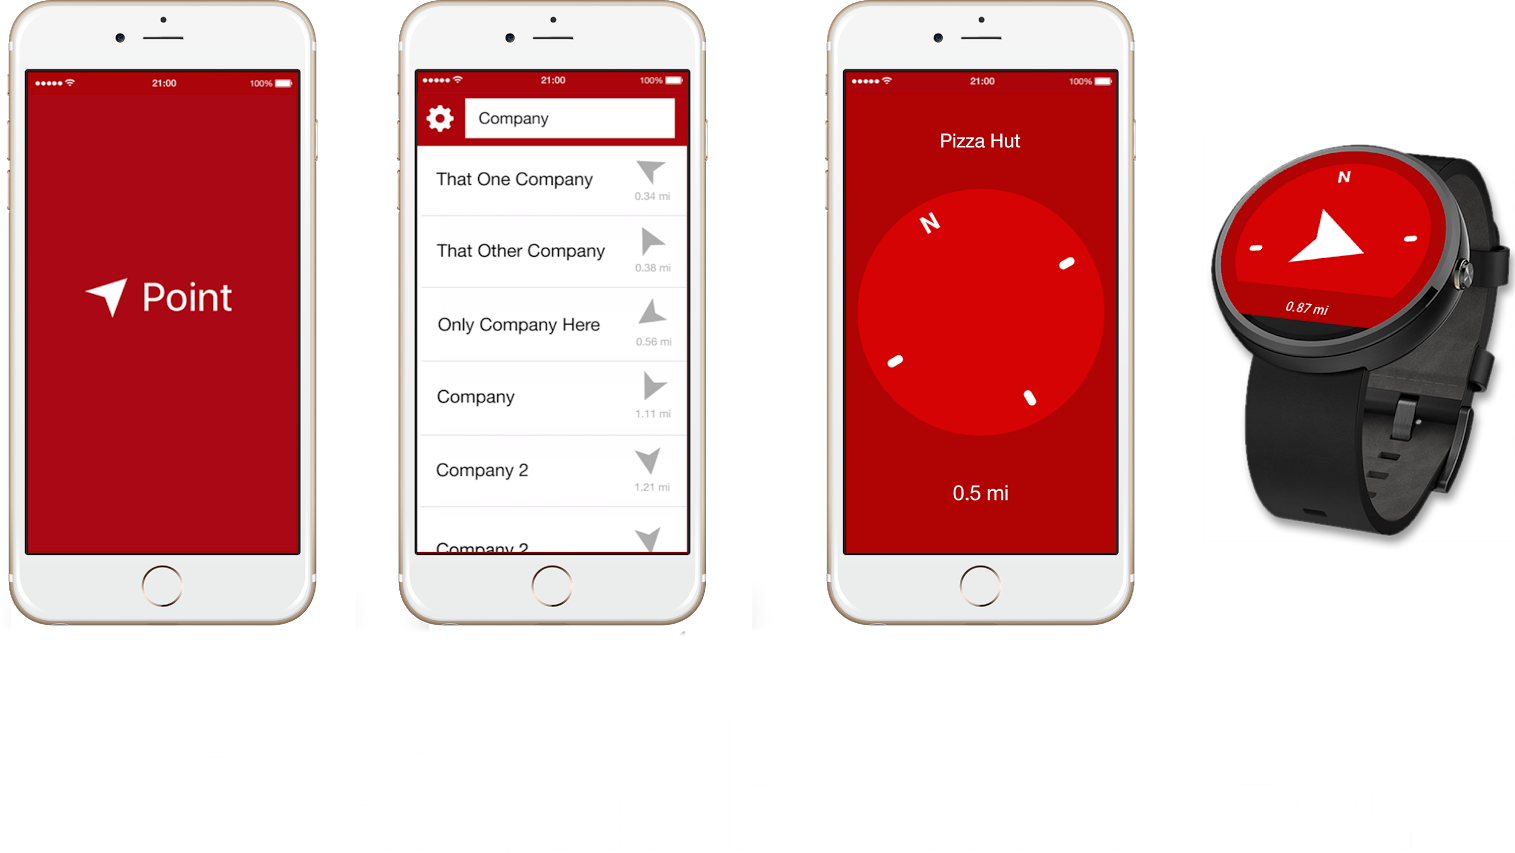 21:00
100%
Point
21:00
100%
Company
That One Company
0.34 mi
That Other Company
0.38 mi
Only Company Here
0.56 mi
Company
1.11 mi
Company 2
1.21 mi
Company 2
21:00
100%
Pizza Hut
N
0.5 mi
N
0.87 mi